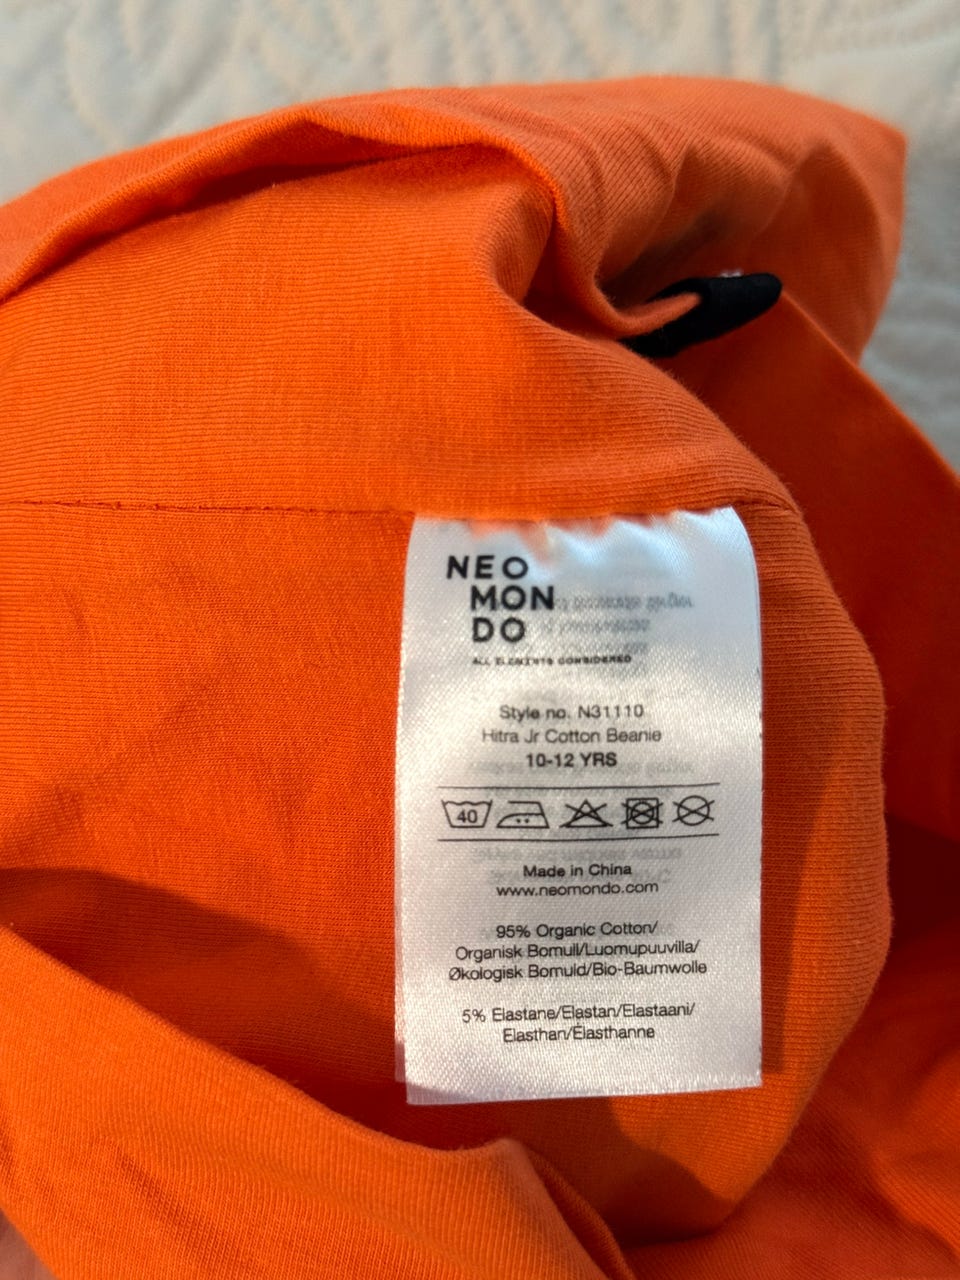 NEO
MON
DO
ALL ELEMENTS CONSIDERED
Style no. N31110
Hitra Jr Cotton Beanie
10-12 YRS
40
Made in China
www.neomondo.com
95% Organic Cotton/
Organisk Bomull/Luomupuuvilla/
Økologisk Bomuld/Bio-Baumwolle
5% Elastane/Elastan/Elastaani/
Elasthan/Élasthanne